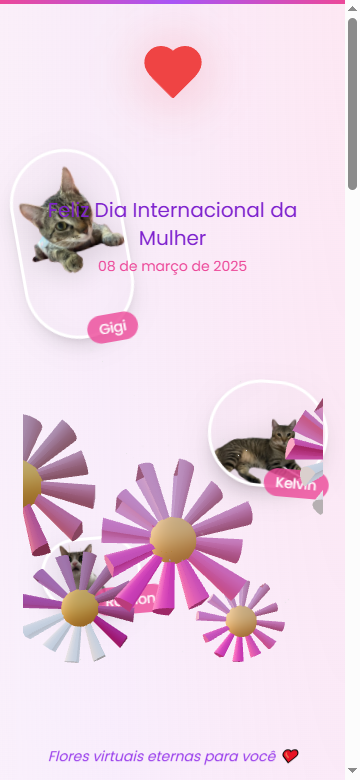 Feliz Dia Internacional da
Mulher
08 de março de 2025
Gigi
Kelvin
Flores virtuais eternas para você